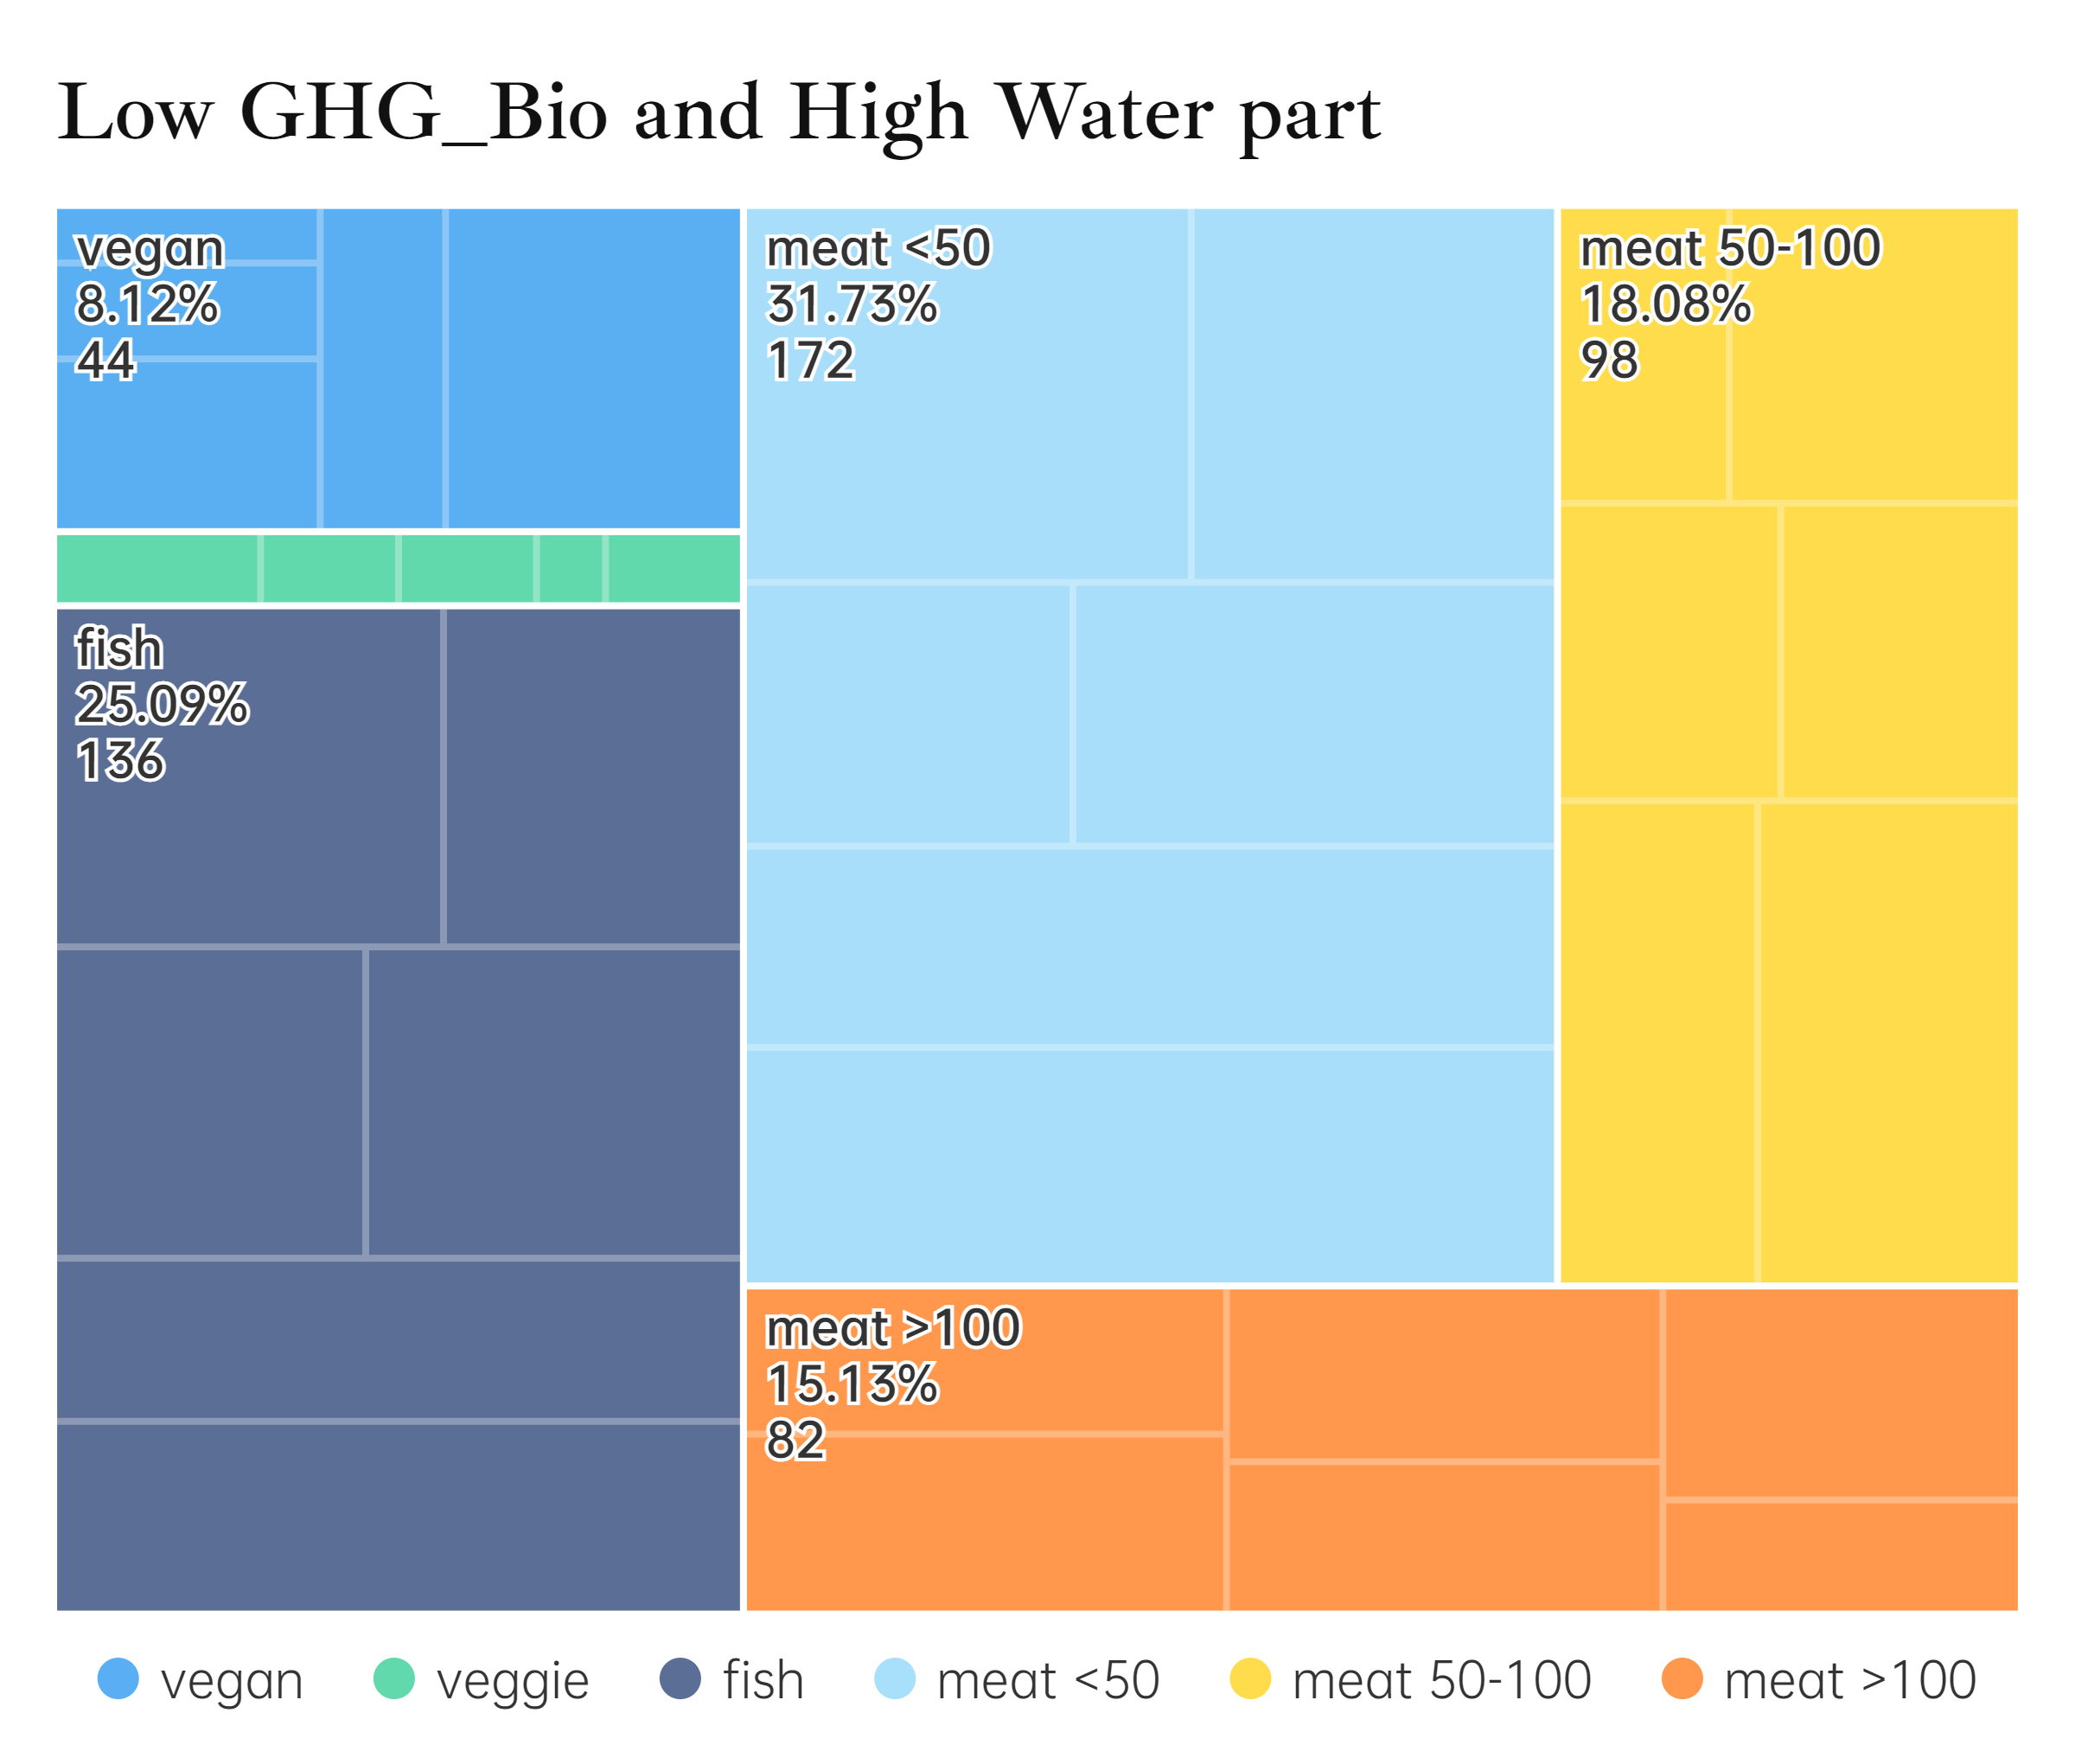 Low GHG_Bio and High Water part
vegan
8.12%
44
meat <50
31.73%
172
meat 50-100
18.08%
98
fish
25.09%
136
meat >100
15.13%
82
vegan
veggie
fish
meat <50
meat 50-100
meat >100